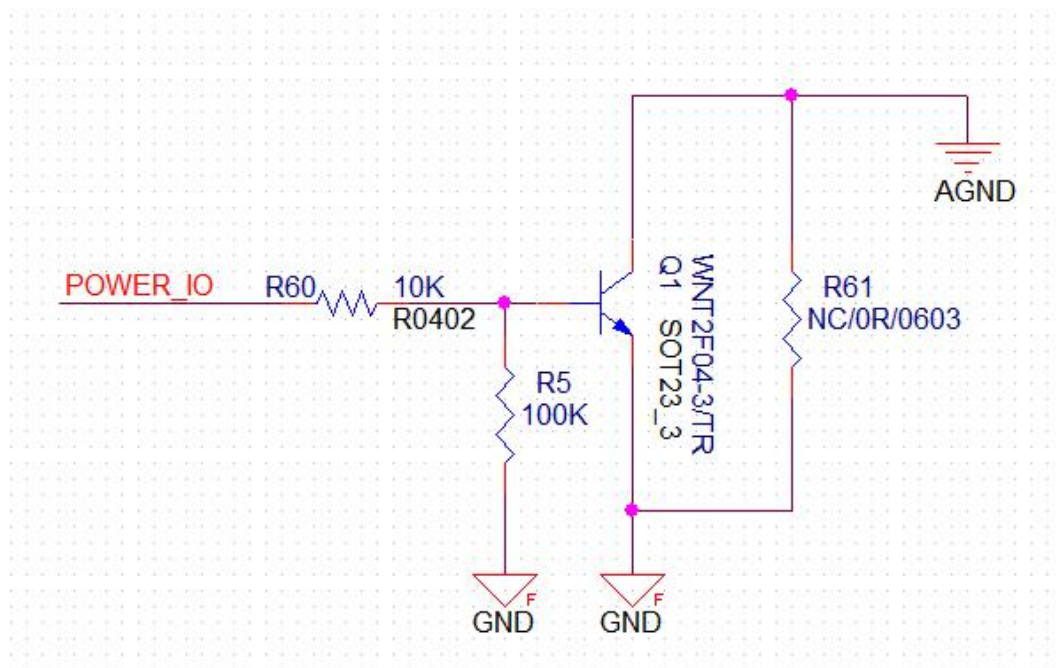 AGND
POWER_IO
R60
10K
R0402
Q1
WNT2F04-3/TR
SOT23_3
R61
NC/0R/0603
R5
100K
F
GND
F
GND